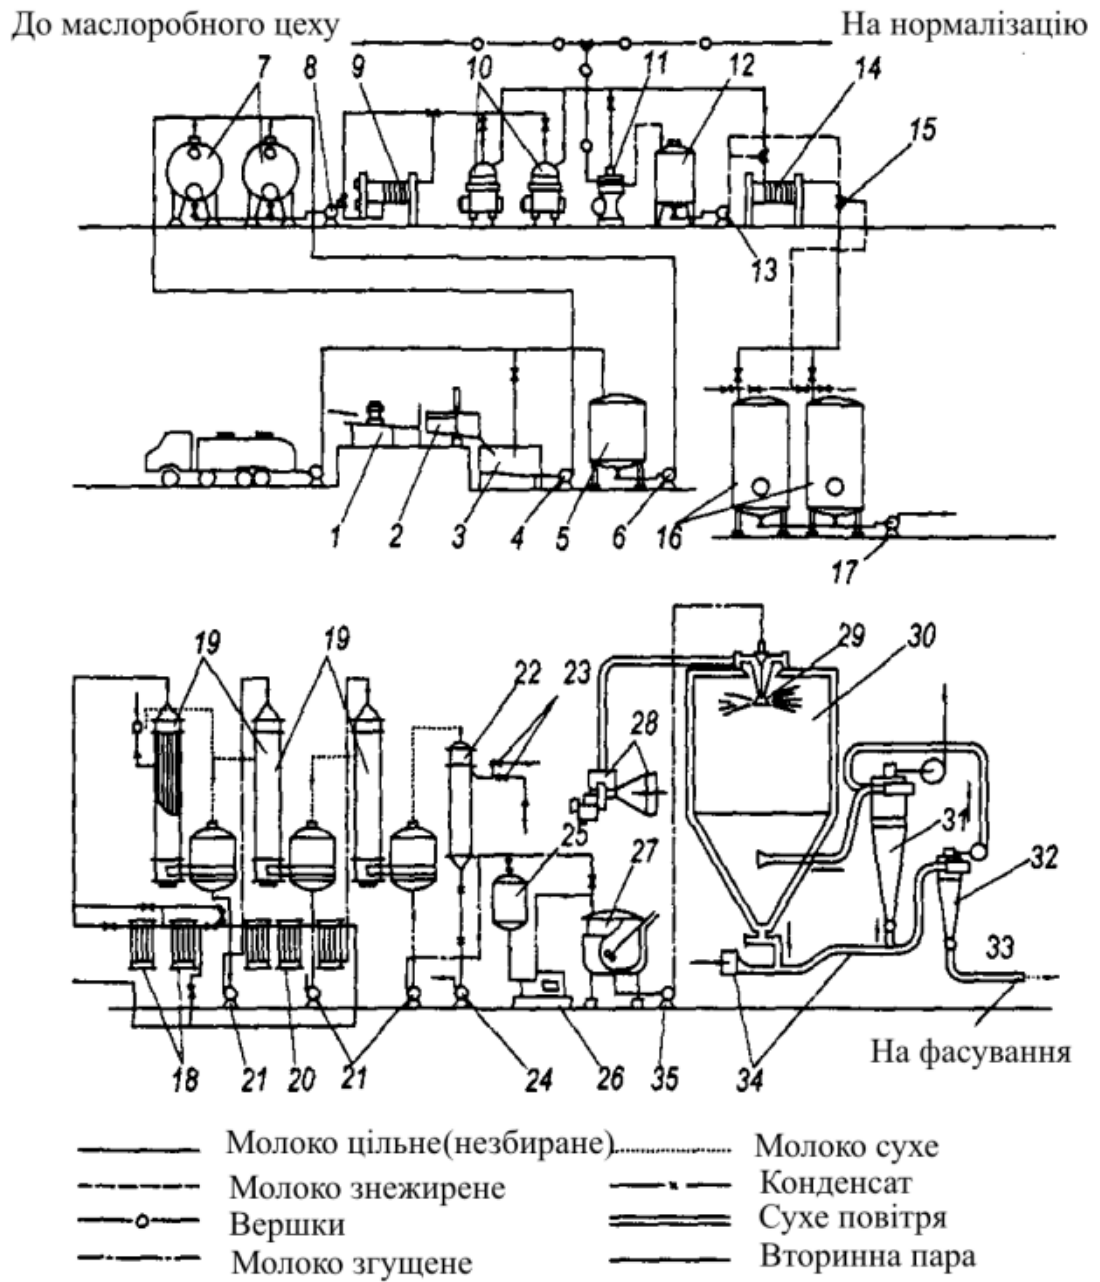 До маслоробного цеху
На нормалізацію
7 8 9 10 11 12 14
15
13
1 2 3 4 5 6 16
17
19 19 22 23 29 30
28
25 27 31 32
33
На фасування
18 21 20 21 24 26 35 34
Молоко цільне(незбиране)
Молоко сухе
Молоко знежирене
Конденсат
Вершки
Сухе повітря
Молоко згущене
Вторинна пара